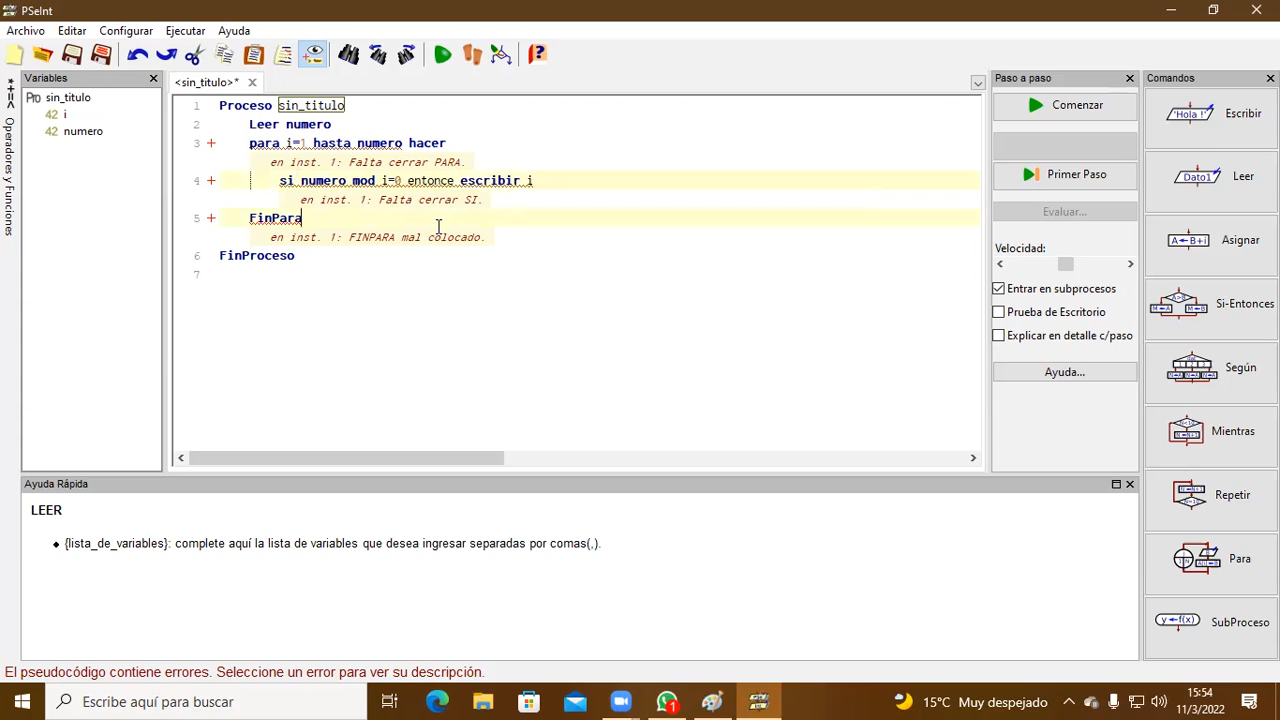 PSeInt
Archivo Editar Configurar Ejecutar Ayuda
Variables
<sin_titulo>*
Paso a paso
Comandos
*+=<
Operadores y Funciones
Pro sin_titulo
42 i
42 numero
1 Proceso sin_titulo
2 Leer numero
3 + para i=1 hasta numero hacer
en inst. 1: Falta cerrar PARA.
4 + si numero mod i=0 entonce escribir i
en inst. 1: Falta cerrar SI.
5 + FinPara
en inst. 1: FINPARA mal colocado.
6 FinProceso
7
Comenzar
Primer Paso
Evaluar...
Velocidad:
Entrar en subprocesos
Prueba de Escritorio
Explicar en detalle c/paso
Ayuda...
'Hola !' Escribir
Dato1 Leer
A←B+i Asignar
A>B Si-Entonces
Según
Mientras
Repetir
Para
y←f(x) SubProceso
Ayuda Rápida
LEER
{lista_de_variables}: complete aquí la lista de variables que desea ingresar separadas por comas(,).
El pseudocódigo contiene errores. Seleccione un error para ver su descripción.
Escribe aquí para buscar
1
15°C Muy despejado
15:54
11/3/2022